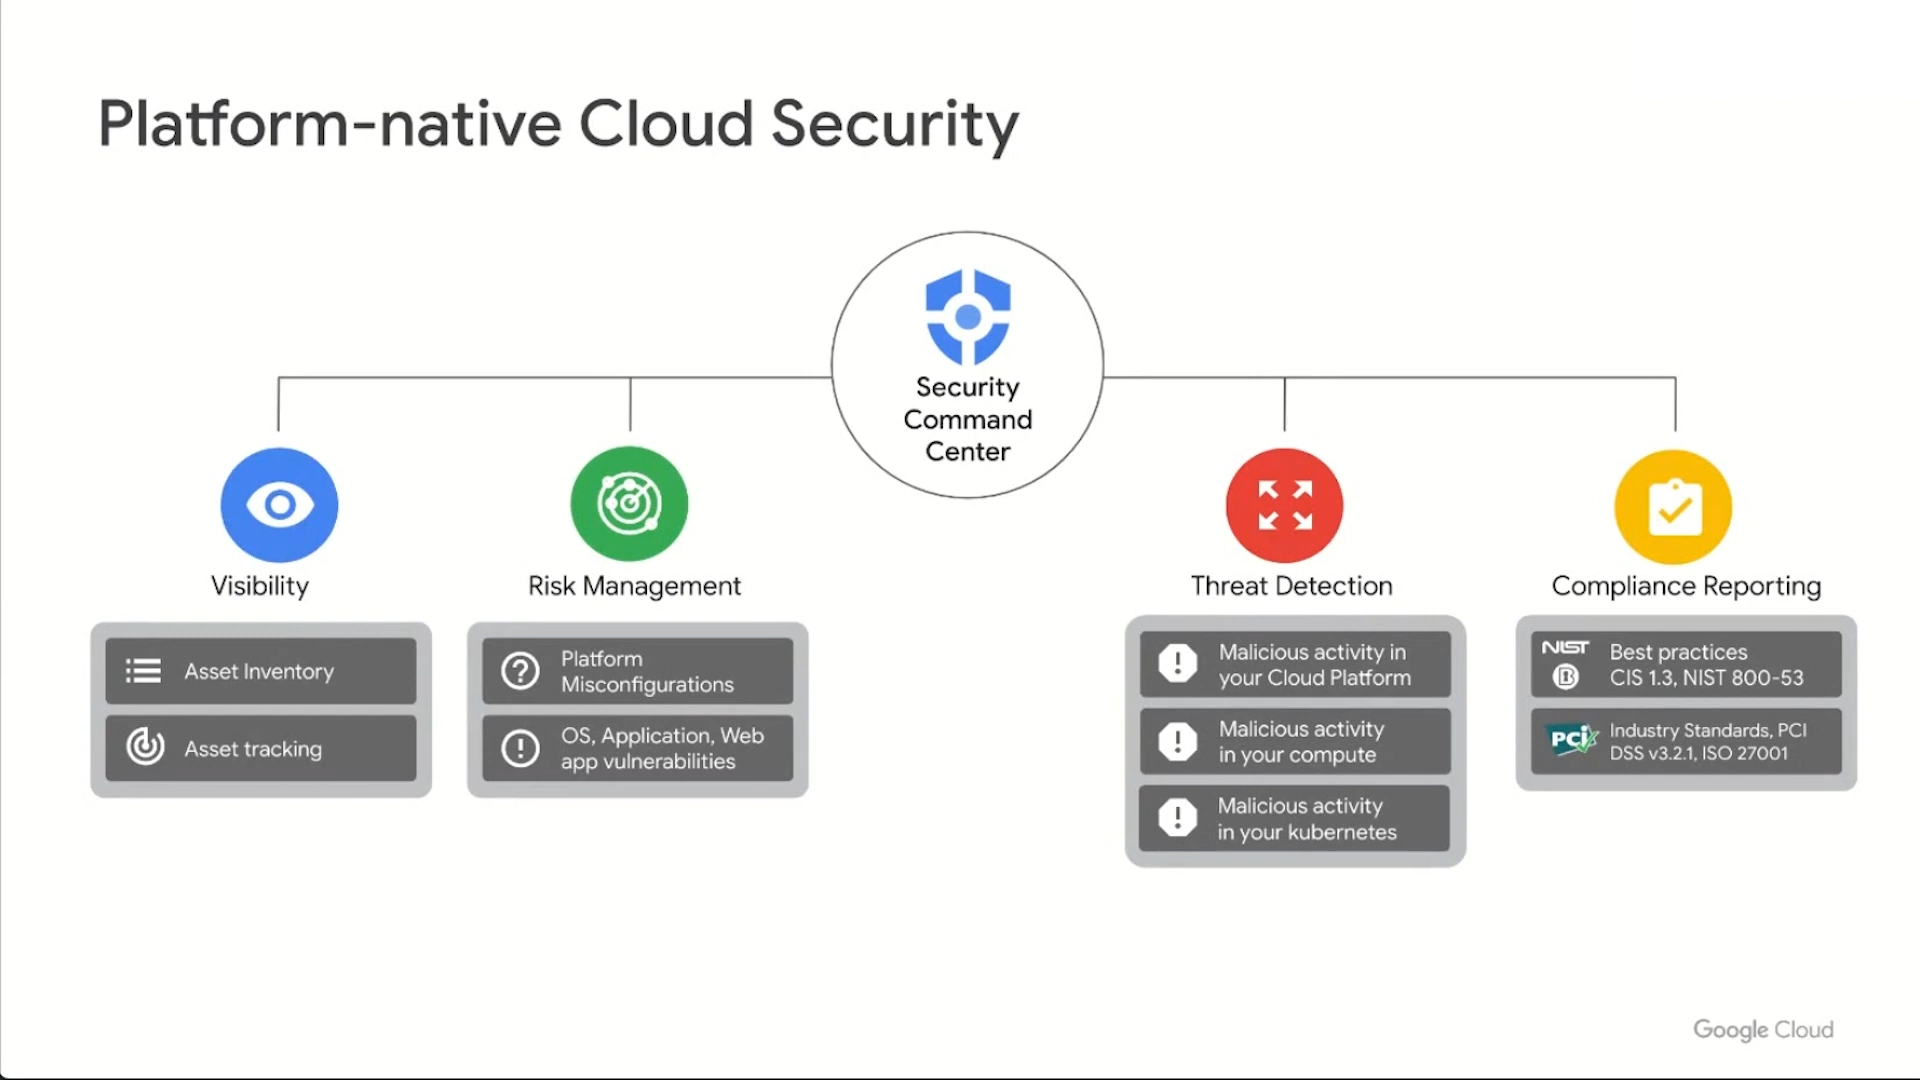 Platform-native Cloud Security
Security
Command
Center
Visibility
Asset Inventory
Asset tracking
Risk Management
Platform
Misconfigurations
OS, Application, Web
app vulnerabilities
Threat Detection
Malicious activity in
your Cloud Platform
Malicious activity
in your compute
Malicious activity
in your kubernetes
Compliance Reporting
NIST
B
Best practices
CIS 1.3, NIST 800-53
PCI
Industry Standards, PCI
DSS v3.2.1, ISO 27001
Google Cloud